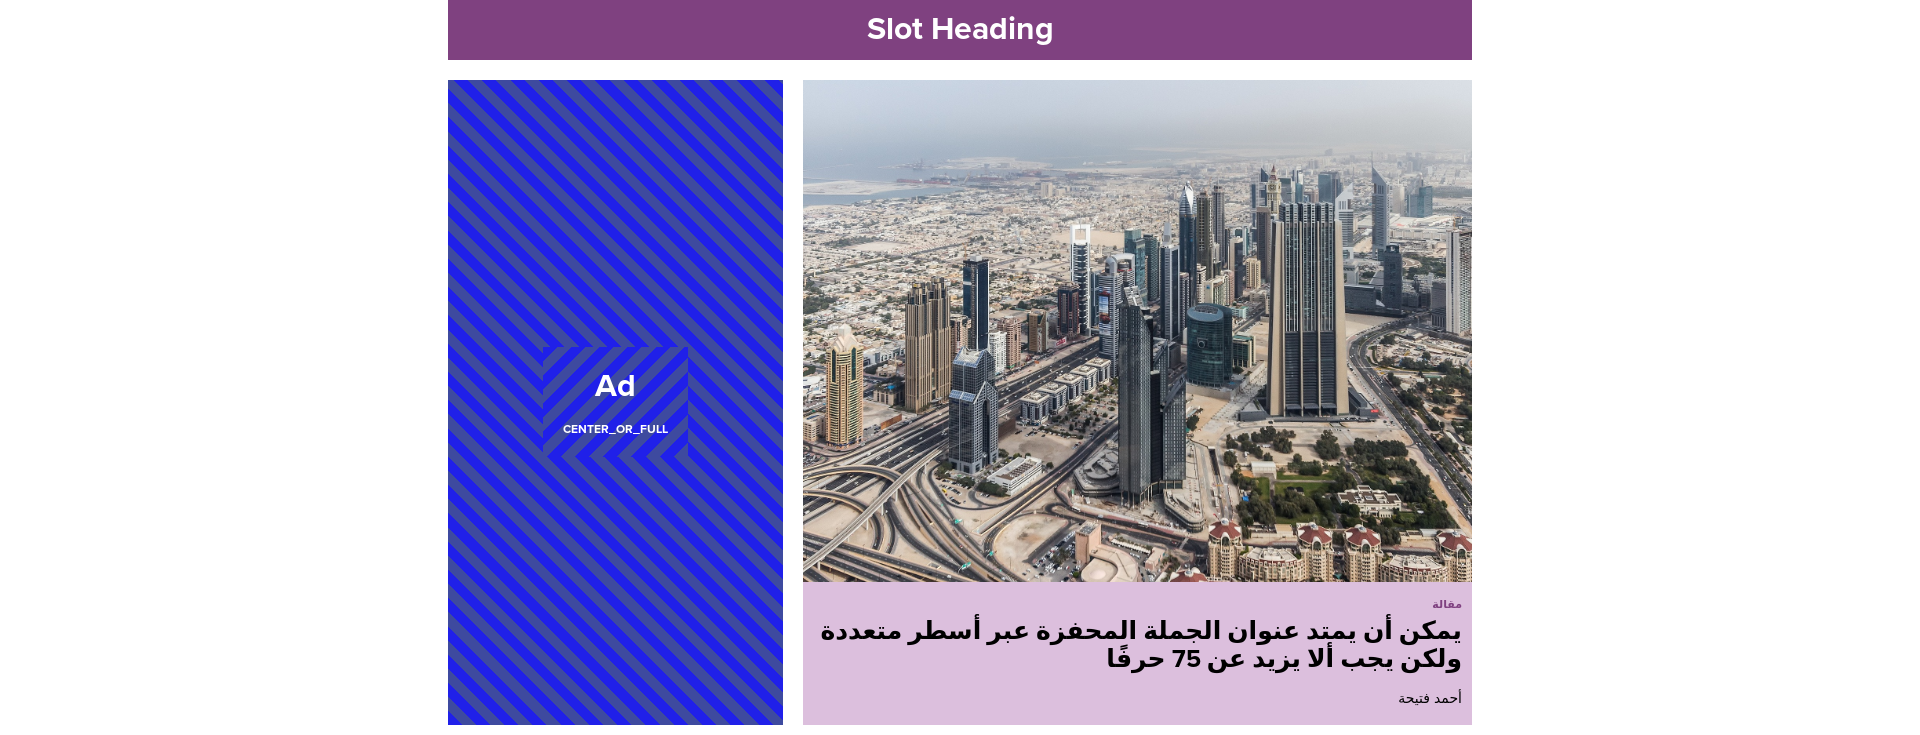 Slot Heading
Ad
CENTER_OR_FULL
مقالة
يمكن أن يمتد عنوان الجملة المحفزة عبر أسطر متعددة
ولكن يجب ألا يزيد عن 75 حرفًا
أحمد فتيحة